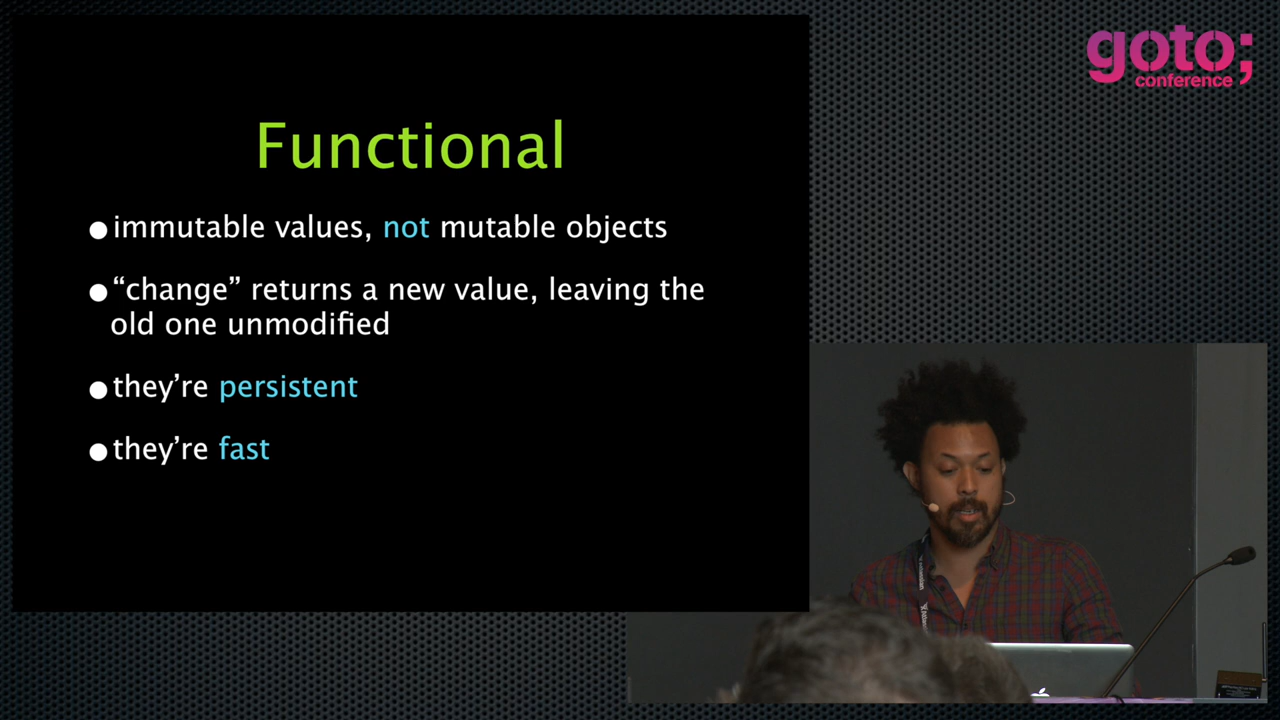 goto;
conference
Functional
●immutable values, not mutable objects
●“change” returns a new value, leaving the
old one unmodified
●they’re persistent
●they’re fast